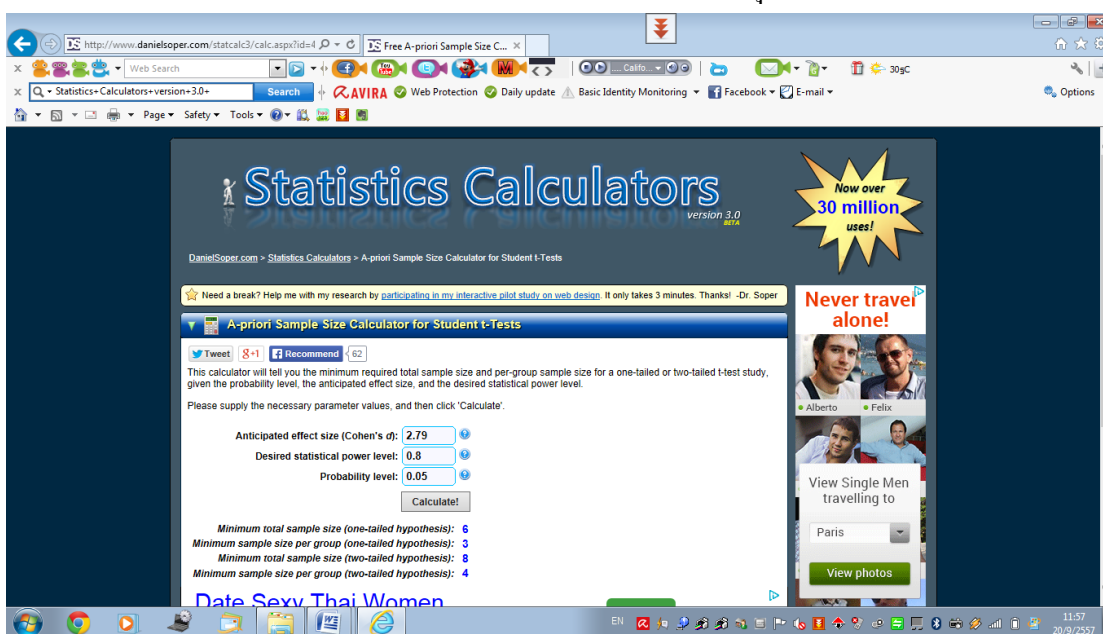 http://www.danielsoper.com/statcalc3/calc.aspx?id=4
Free A-priori Sample Size C...
Web Search
Califo...
30ºC
Statistics+Calculators+version+3.0+
Search
AVIRA
Web Protection
Daily update
Basic Identity Monitoring
Facebook
E-mail
Options
Page
Safety
Tools
Statistics Calculators
version 3.0
BETA
Now over
30 million
uses!
DanielSoper.com > Statistics Calculators > A-priori Sample Size Calculator for Student t-Tests
Need a break? Help me with my research by participating in my interactive pilot study on web design. It only takes 3 minutes. Thanks! -Dr. Soper
A-priori Sample Size Calculator for Student t-Tests
Tweet
+1
Recommend
62
This calculator will tell you the minimum required total sample size and per-group sample size for a one-tailed or two-tailed t-test study,
given the probability level, the anticipated effect size, and the desired statistical power level.
Please supply the necessary parameter values, and then click 'Calculate'.
Anticipated effect size (Cohen's d): 2.79
Desired statistical power level: 0.8
Probability level: 0.05
Calculate!
Minimum total sample size (one-tailed hypothesis): 6
Minimum sample size per group (one-tailed hypothesis): 3
Minimum total sample size (two-tailed hypothesis): 8
Minimum sample size per group (two-tailed hypothesis): 4
Date Sexy Thai Women
Never travel
alone!
Alberto
Felix
View Single Men
travelling to
Paris
View photos
EN
11:57
20/9/2557